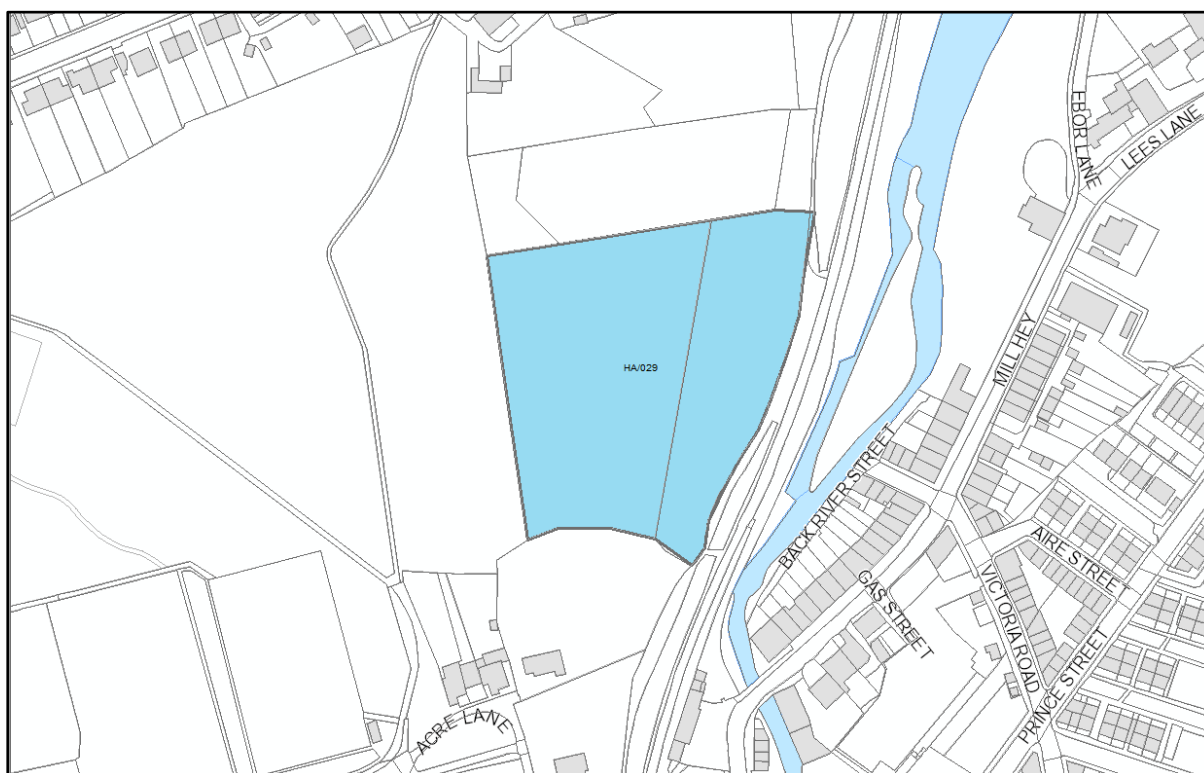 EBOR LANE
LEES LANE
HA/029
MILL HEY
BACK RIVER STREET
AIRE STREET
GAS STREET
VICTORIA ROAD
PRINCE STREET
ACRE LANE